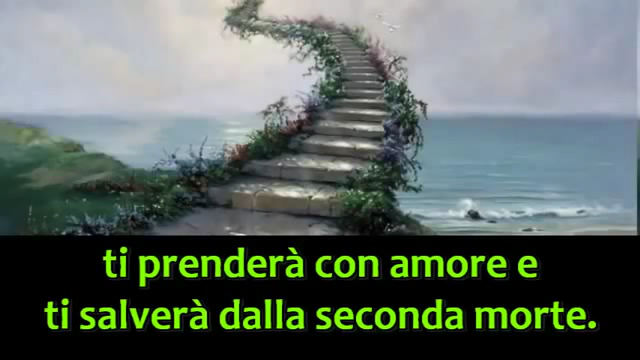 ti prenderà con amore e
ti salverà dalla seconda morte.